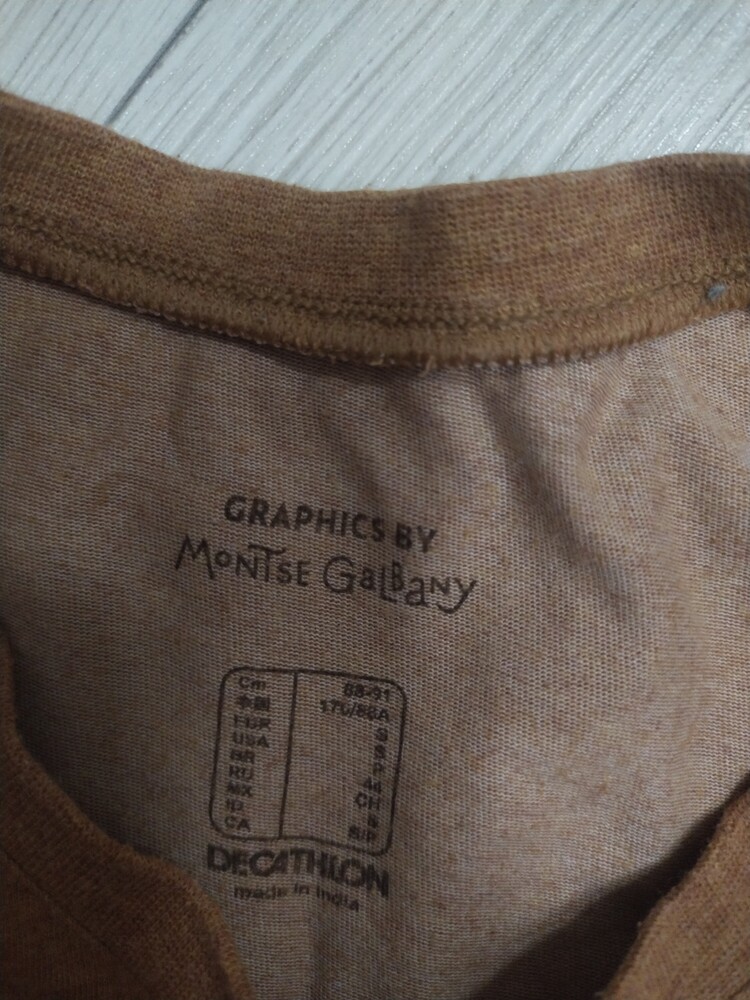 GRAPHICS BY
MONTSE GaLBaNY
Cm 88-91
中国 170/88A
EUR S
USA S
BR P
RU 44
MX CH
ID
CA S/P
DECATHLON
made in India